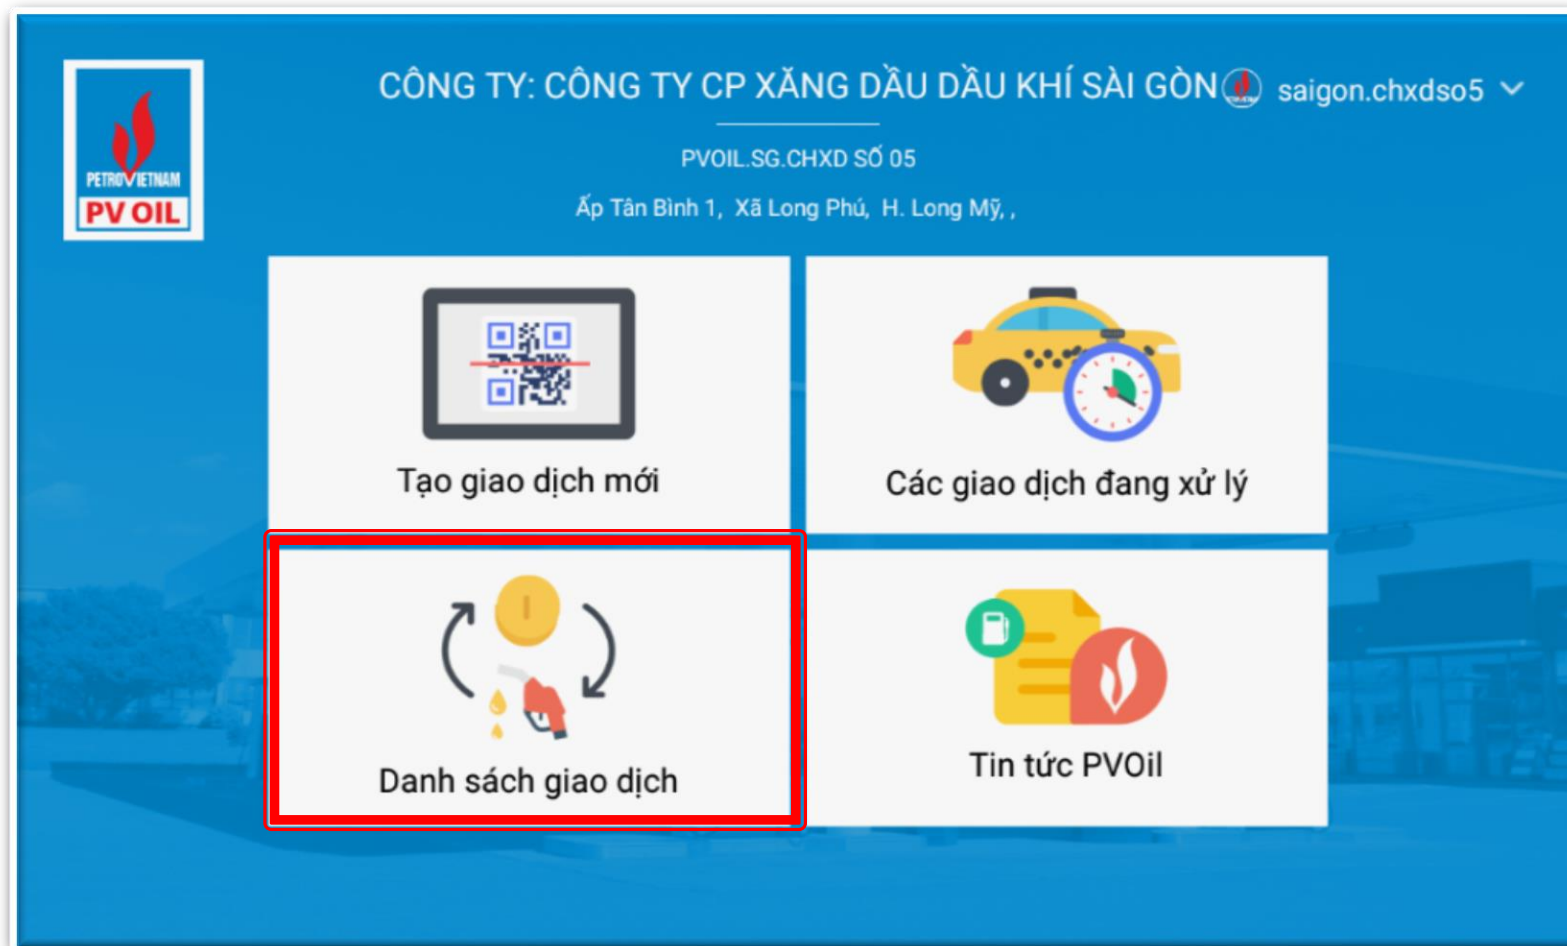 PETROVIETNAM
PV OIL
CÔNG TY: CÔNG TY CP XĂNG DẦU DẦU KHÍ SÀI GÒN
saigon.chxdso5
PVOIL.SG.CHXD SỐ 05
Ấp Tân Bình 1, Xã Long Phú, H. Long Mỹ, ,
Tạo giao dịch mới
Các giao dịch đang xử lý
Danh sách giao dịch
Tin tức PVOil